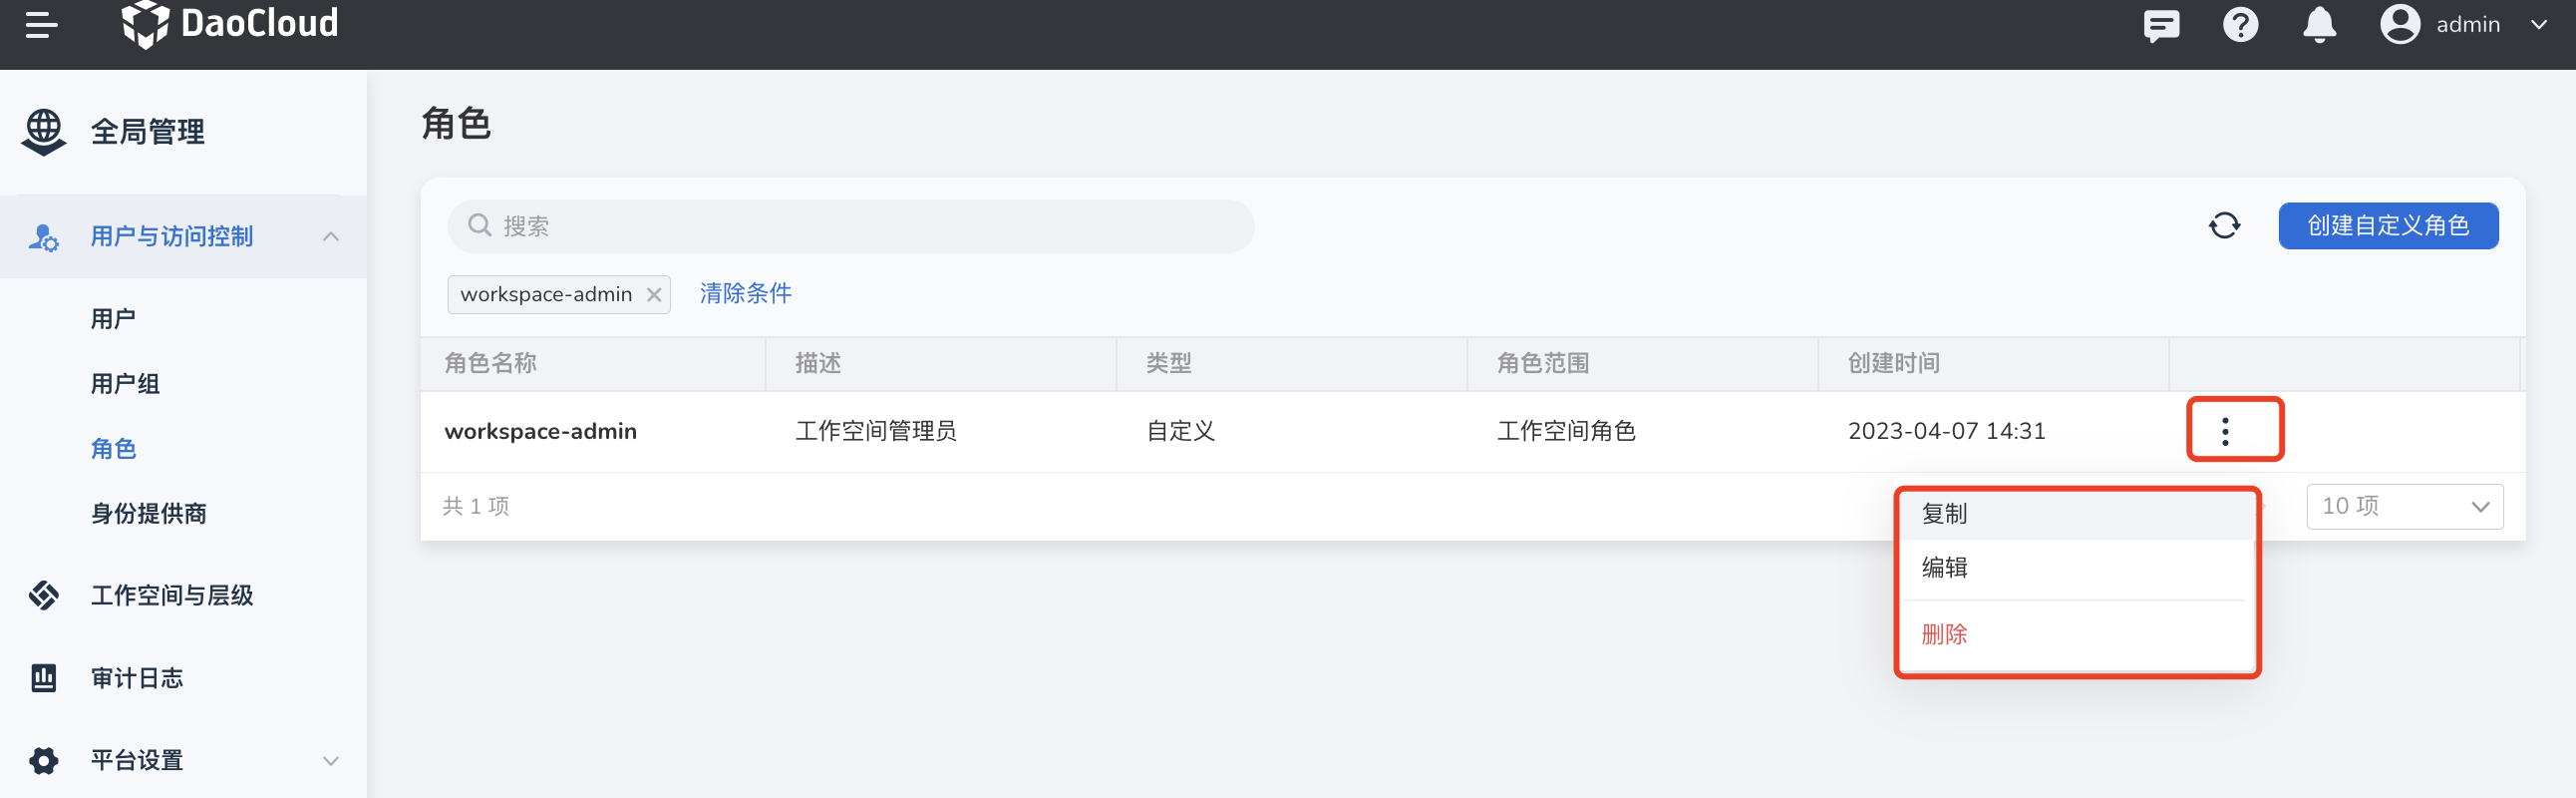 DaoCloud
admin
全局管理
用户与访问控制
用户
用户组
角色
身份提供商
工作空间与层级
审计日志
平台设置
角色
搜索
创建自定义角色
workspace-admin
清除条件
角色名称 描述 类型 角色范围 创建时间
workspace-admin 工作空间管理员 自定义 工作空间角色 2023-04-07 14:31
共 1 项
10 项
复制
编辑
删除